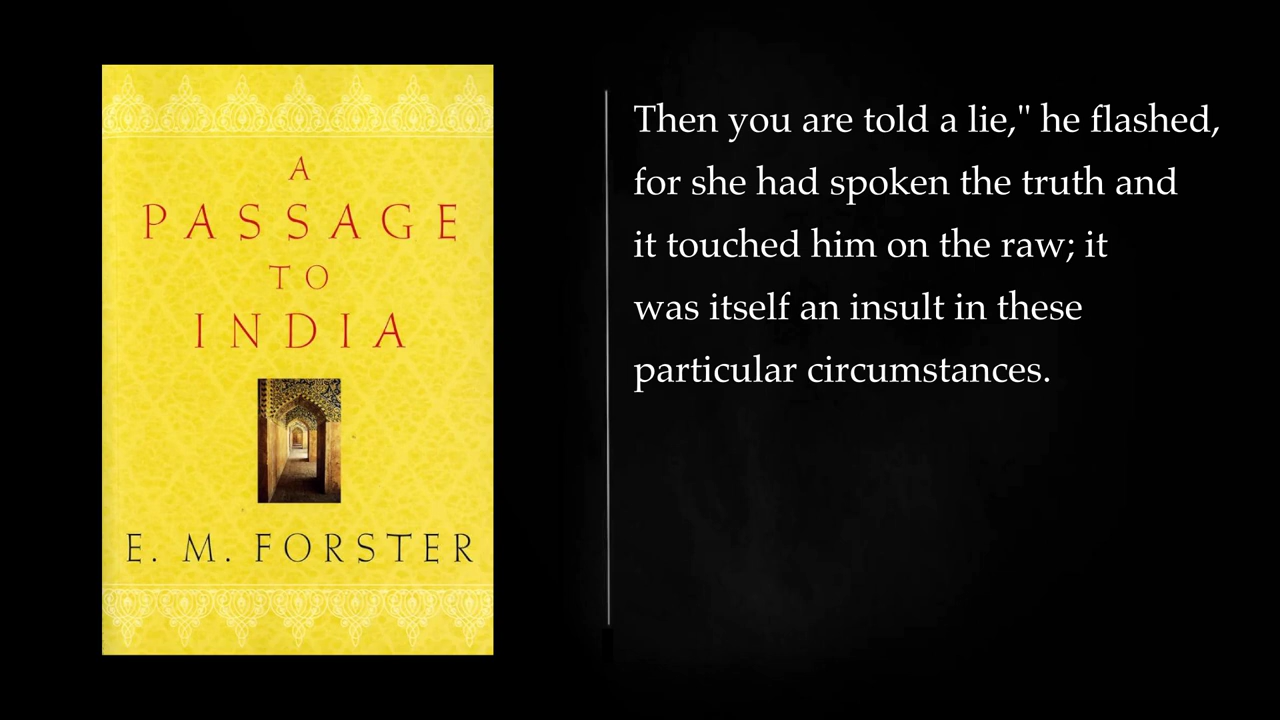 A
PASSAGE
TO
INDIA
E. M. FORSTER
Then you are told a lie," he flashed,
for she had spoken the truth and
it touched him on the raw; it
was itself an insult in these
particular circumstances.